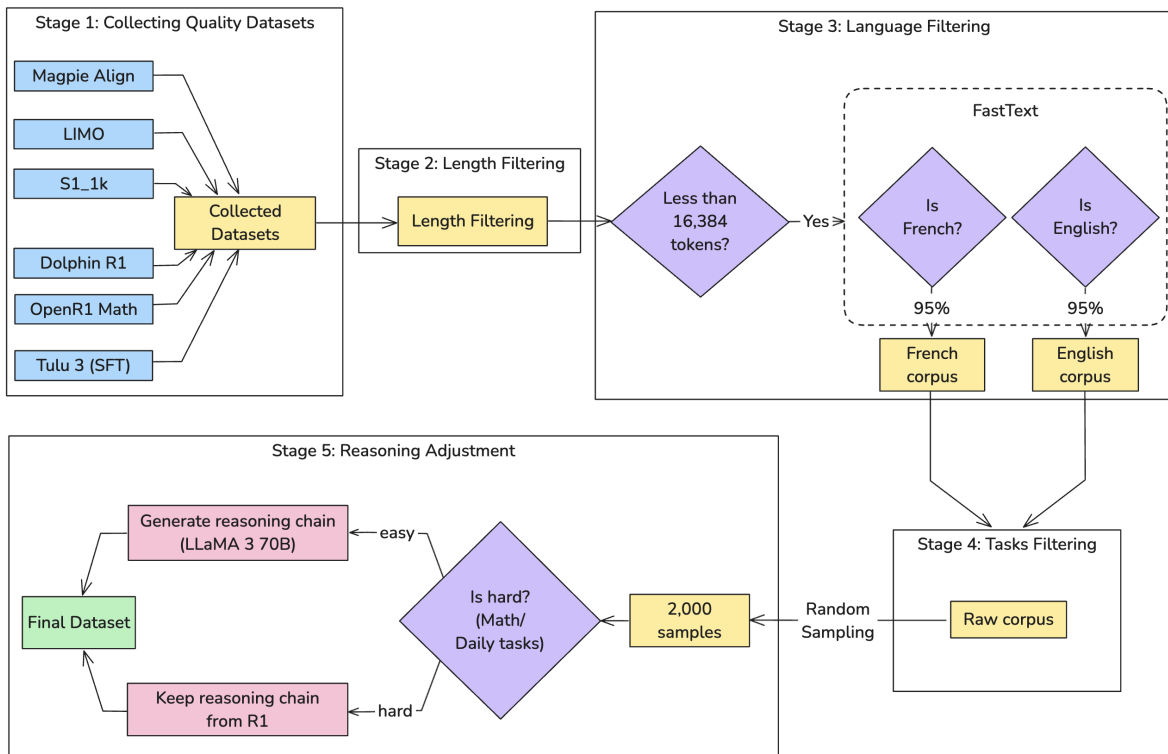 Stage 1: Collecting Quality Datasets
Magpie Align
LIMO
S1_1k
Collected
Datasets
Dolphin R1
OpenR1 Math
Tulu 3 (SFT)
Stage 2: Length Filtering
Length Filtering
Stage 3: Language Filtering
Less than
16,384
tokens?
Yes
FastText
Is
French?
Is
English?
95%
95%
French
corpus
English
corpus
Stage 4: Tasks Filtering
Raw corpus
Random
Sampling
Stage 5: Reasoning Adjustment
2,000
samples
Is hard?
(Math/
Daily tasks)
easy
Generate reasoning chain
(LLaMA 3 70B)
hard
Keep reasoning chain
from R1
Final Dataset